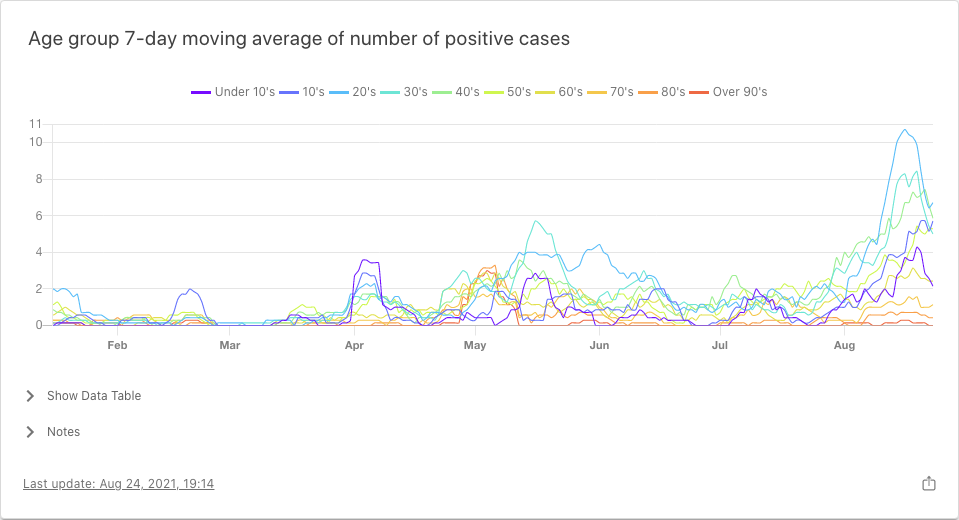 Age group 7-day moving average of number of positive cases
Under 10's 10's 20's 30's 40's 50's 60's 70's 80's Over 90's
11
10
8
6
4
2
0
Feb Mar Apr May Jun Jul Aug
Show Data Table
Notes
Last update: Aug 24, 2021, 19:14